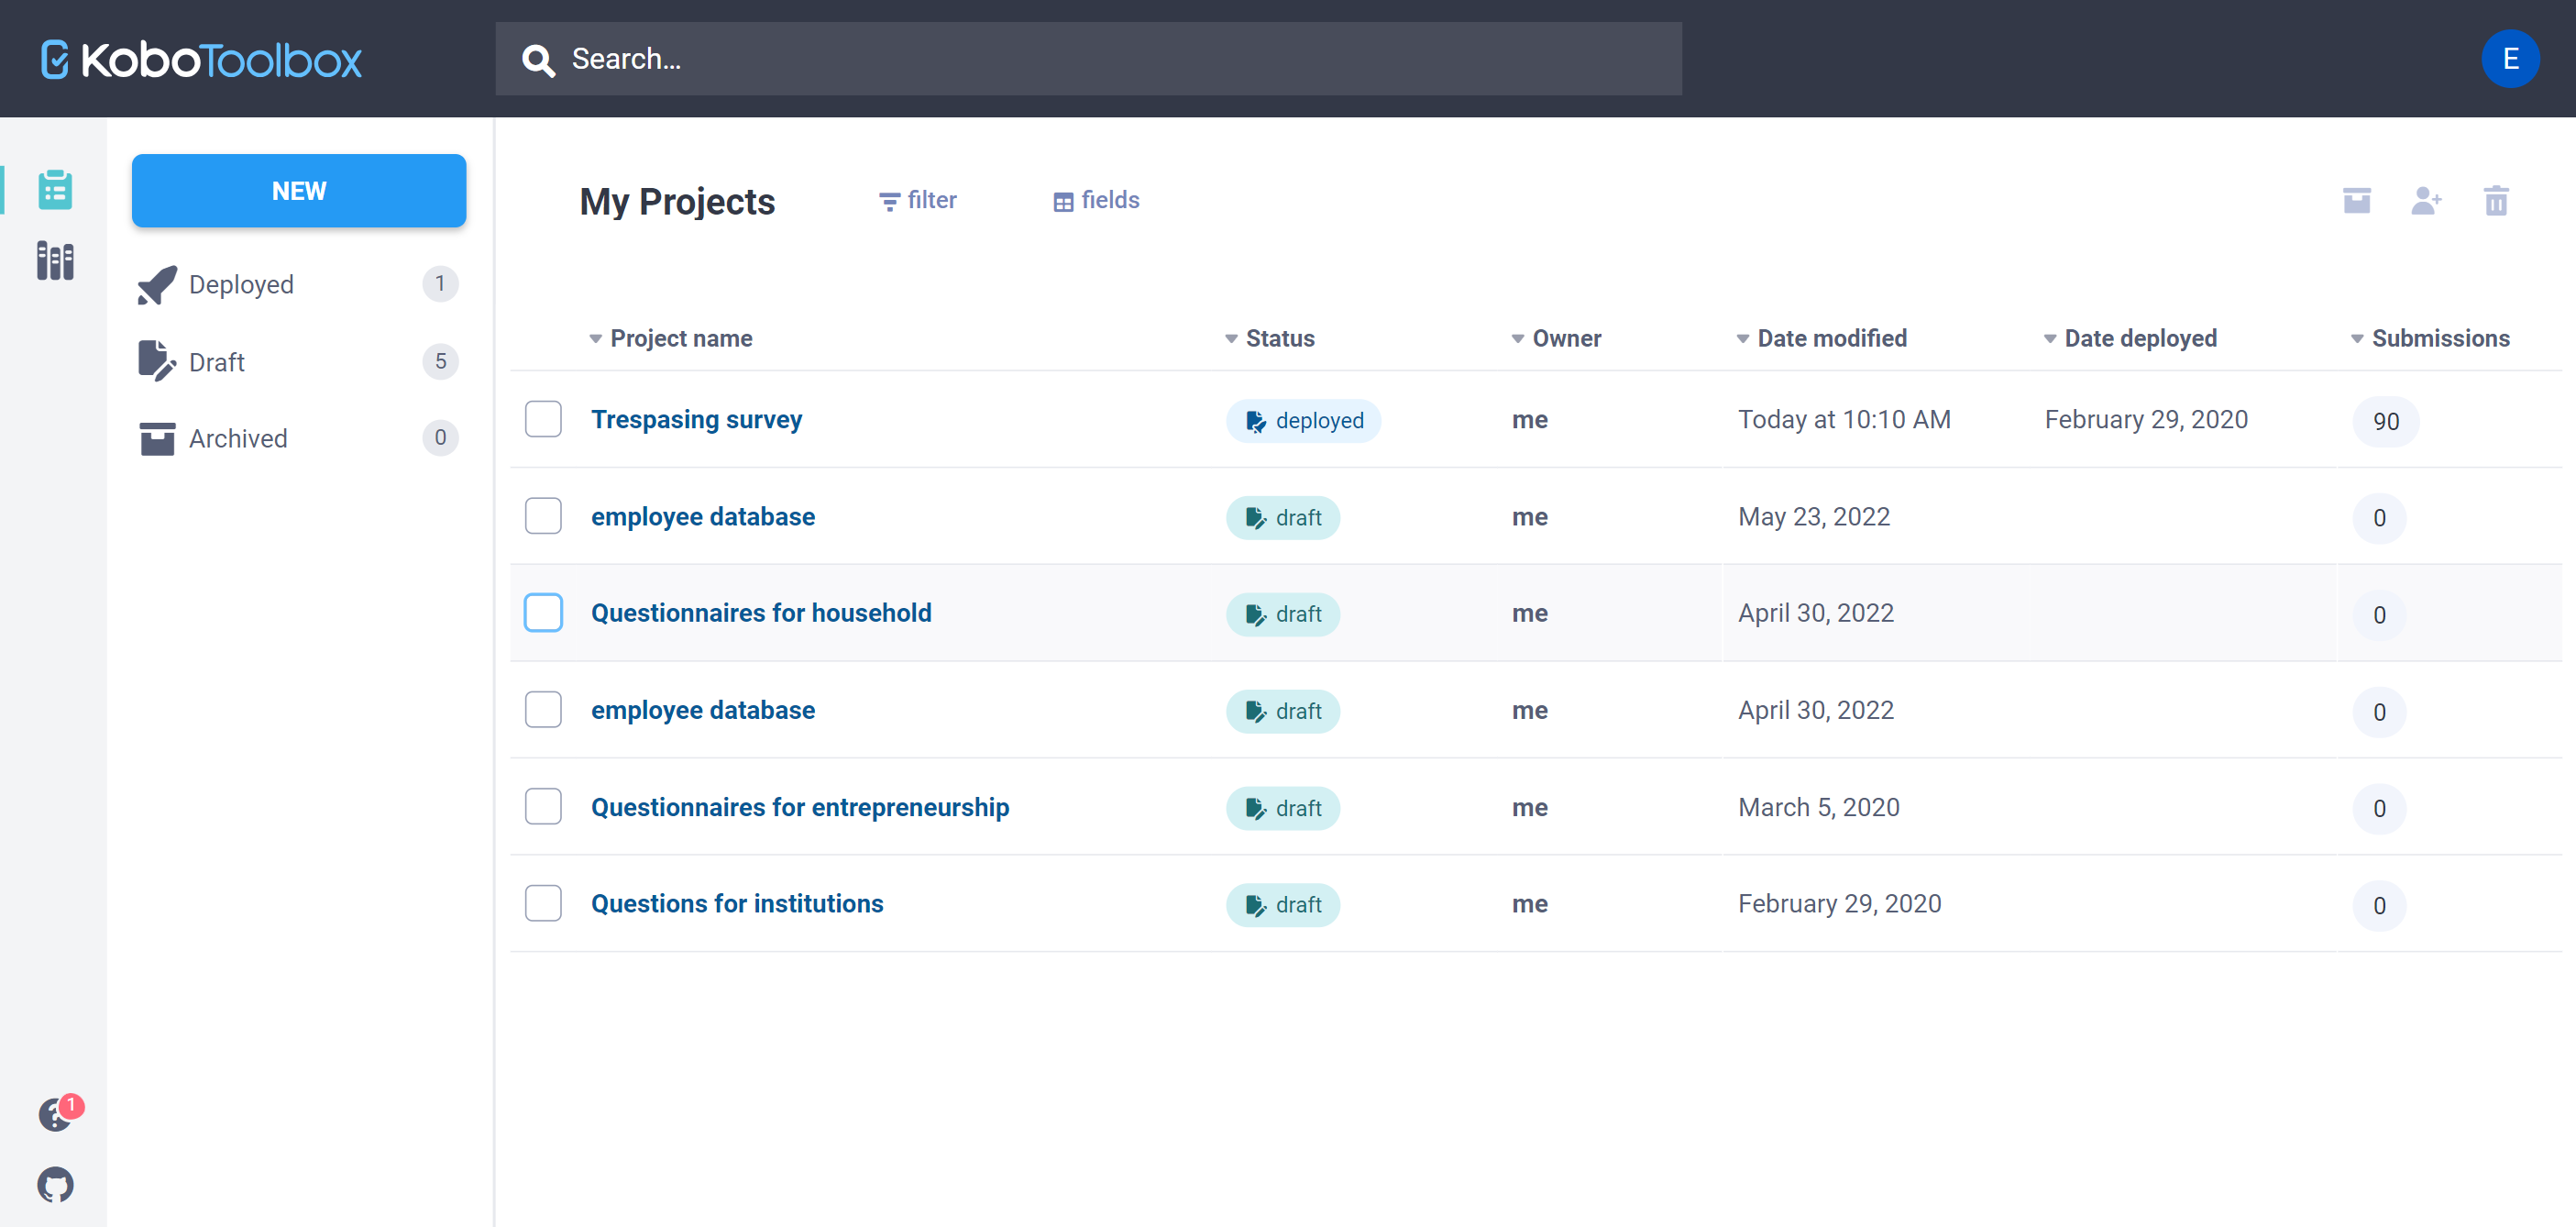 KoboToolbox
Search...
E
NEW
Deployed 1
Draft 5
Archived 0
My Projects filter fields
Project name Status Owner Date modified Date deployed Submissions
Trespasing survey deployed me Today at 10:10 AM February 29, 2020 90
employee database draft me May 23, 2022 0
Questionnaires for household draft me April 30, 2022 0
employee database draft me April 30, 2022 0
Questionnaires for entrepreneurship draft me March 5, 2020 0
Questions for institutions draft me February 29, 2020 0
1